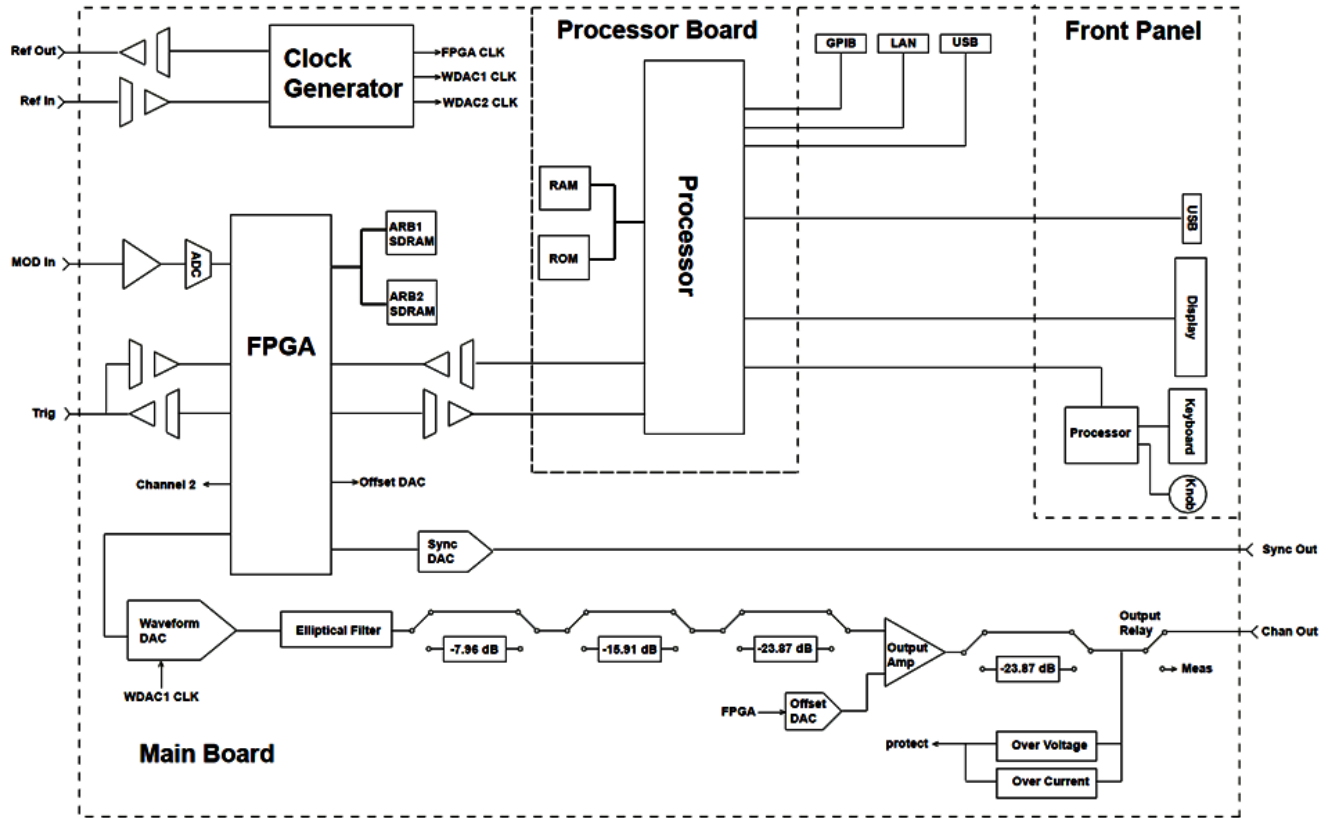 Processor Board
Front Panel
Ref Out
Clock
Generator
FPGA CLK
WDAC1 CLK
WDAC2 CLK
Ref In
GPIB
LAN
USB
RAM
ROM
Processor
USB
Display
Processor
Keyboard
Knob
MOD In
ADC
FPGA
ARB1
SDRAM
ARB2
SDRAM
Trig
Channel 2
Offset DAC
Sync
DAC
Sync Out
Waveform
DAC
WDAC1 CLK
Elliptical Filter
-7.96 dB
-15.91 dB
-23.87 dB
Output
Amp
FPGA
Offset
DAC
-23.87 dB
Output
Relay
Chan Out
Meas
protect
Over Voltage
Over Current
Main Board